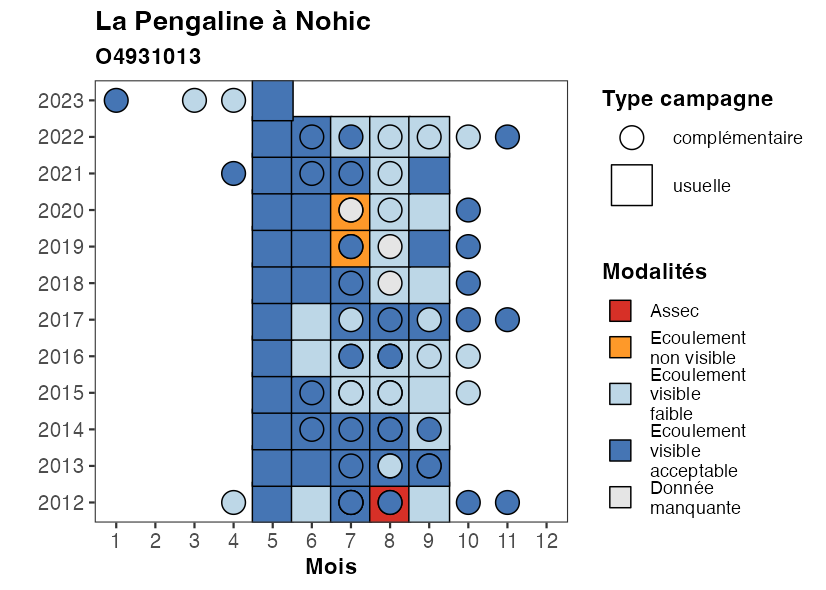 La Pengaline à Nohic
O4931013
2023
2022
2021
2020
2019
2018
2017
2016
2015
2014
2013
2012
1 2 3 4 5 6 7 8 9 10 11 12
Mois
Type campagne
complémentaire
usuelle
Modalités
Assec
Ecoulement
non visible
Ecoulement
visible
faible
Ecoulement
visible
acceptable
Donnée
manquante